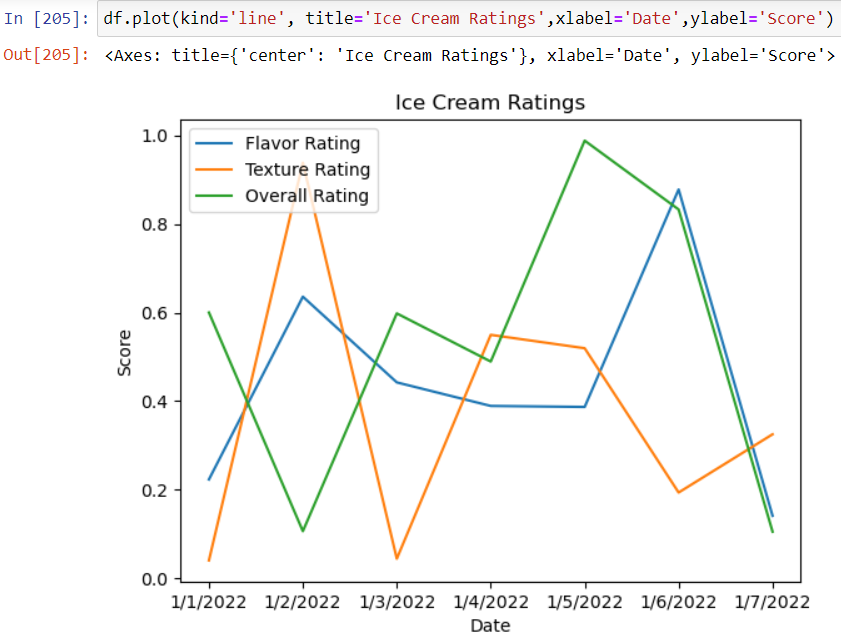 In [205]: df.plot(kind='line', title='Ice Cream Ratings',xlabel='Date',ylabel='Score')
Out[205]: <Axes: title={'center': 'Ice Cream Ratings'}, xlabel='Date', ylabel='Score'>
Ice Cream Ratings
Flavor Rating
Texture Rating
Overall Rating
1.0
0.8
0.6
0.4
0.2
0.0
Score
1/1/2022 1/2/2022 1/3/2022 1/4/2022 1/5/2022 1/6/2022 1/7/2022
Date